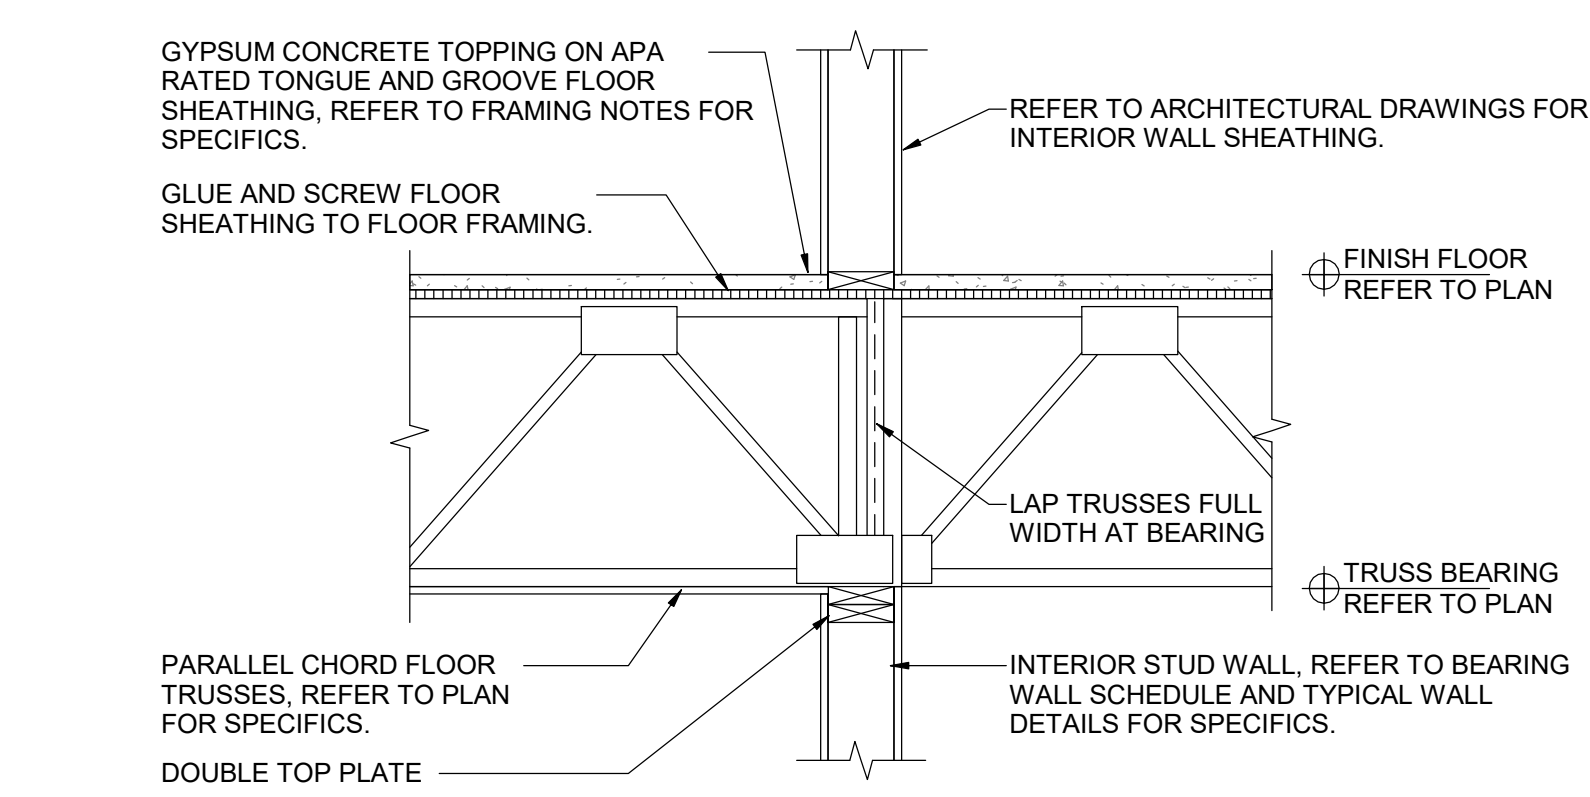 GYPSUM CONCRETE TOPPING ON APA
RATED TONGUE AND GROOVE FLOOR
SHEATHING, REFER TO FRAMING NOTES FOR
SPECIFICS.
GLUE AND SCREW FLOOR
SHEATHING TO FLOOR FRAMING.
REFER TO ARCHITECTURAL DRAWINGS FOR
INTERIOR WALL SHEATHING.
FINISH FLOOR
REFER TO PLAN
LAP TRUSSES FULL
WIDTH AT BEARING
TRUSS BEARING
REFER TO PLAN
PARALLEL CHORD FLOOR
TRUSSES, REFER TO PLAN
FOR SPECIFICS.
DOUBLE TOP PLATE
INTERIOR STUD WALL, REFER TO BEARING
WALL SCHEDULE AND TYPICAL WALL
DETAILS FOR SPECIFICS.